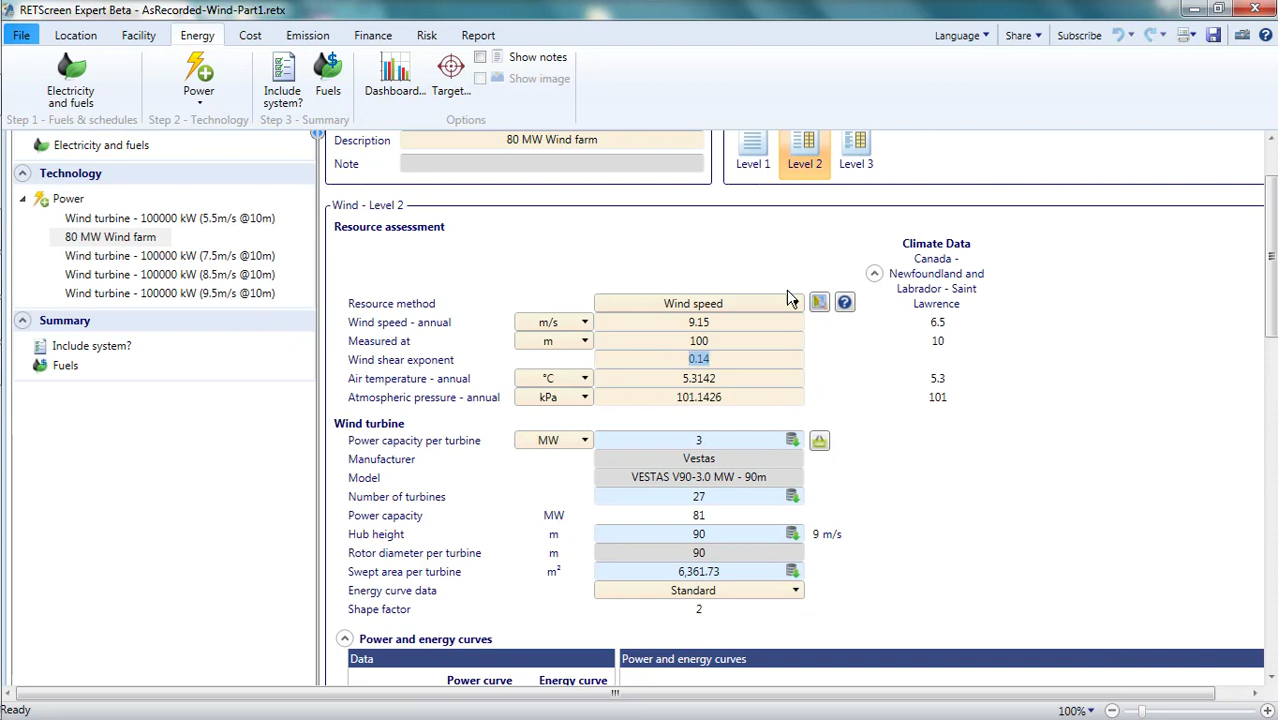 RETScreen Expert Beta - AsRecorded-Wind-Part1.retx
File Location Facility Energy Cost Emission Finance Risk Report Language Share Subscribe
Electricity and fuels
Power
Include system?
Fuels
Dashboard...
Target...
Show notes
Show image
Step 1 - Fuels & schedules
Step 2 - Technology
Step 3 - Summary
Options
Electricity and fuels
Technology
Power
Wind turbine - 100000 kW (5.5m/s @10m)
80 MW Wind farm
Wind turbine - 100000 kW (7.5m/s @10m)
Wind turbine - 100000 kW (8.5m/s @10m)
Wind turbine - 100000 kW (9.5m/s @10m)
Summary
Include system?
Fuels
Description 80 MW Wind farm
Note
Level 1 Level 2 Level 3
Wind - Level 2
Resource assessment
Climate Data
Canada -
Newfoundland and
Labrador - Saint
Lawrence
Resource method Wind speed
Wind speed - annual m/s 9.15 6.5
Measured at m 100 10
Wind shear exponent 0.14
Air temperature - annual °C 5.3142 5.3
Atmospheric pressure - annual kPa 101.1426 101
Wind turbine
Power capacity per turbine MW 3
Manufacturer Vestas
Model VESTAS V90-3.0 MW - 90m
Number of turbines 27
Power capacity MW 81
Hub height m 90 9 m/s
Rotor diameter per turbine m 90
Swept area per turbine m² 6,361.73
Energy curve data Standard
Shape factor 2
Power and energy curves
Data Power and energy curves
Power curve Energy curve
Ready 100%